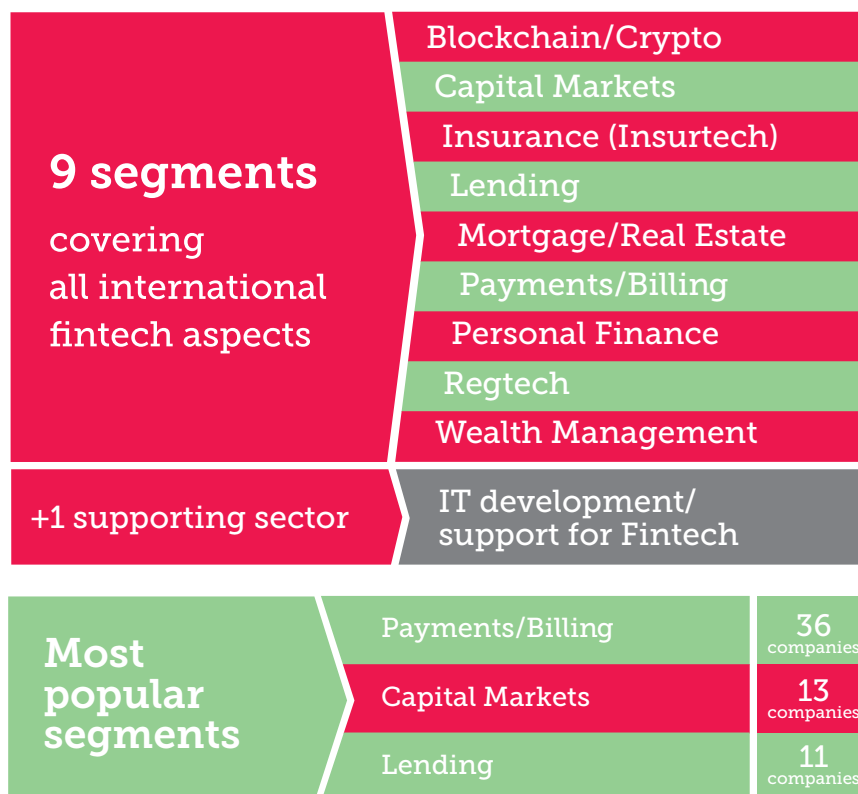 9 segments
covering
all international
fintech aspects
Blockchain/Crypto
Capital Markets
Insurance (Insurtech)
Lending
Mortgage/Real Estate
Payments/Billing
Personal Finance
Regtech
Wealth Management
+1 supporting sector
IT development/
support for Fintech
Most
popular
segments
Payments/Billing
36
companies
Capital Markets
13
companies
Lending
11
companies